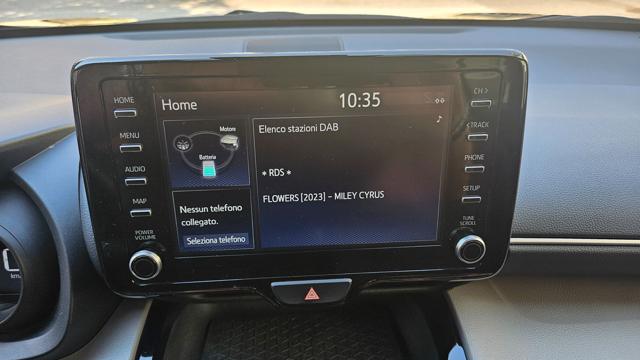 HOME
MENU
AUDIO
MAP
POWER
VOLUME
Home
10:35
Motore
Batteria
Nessun telefono
collegato.
Seleziona telefono
Elenco stazioni DAB
* RDS *
FLOWERS [2023] - MILEY CYRUS
CH >
< TRACK
PHONE
SETUP
TUNE
SCROLL